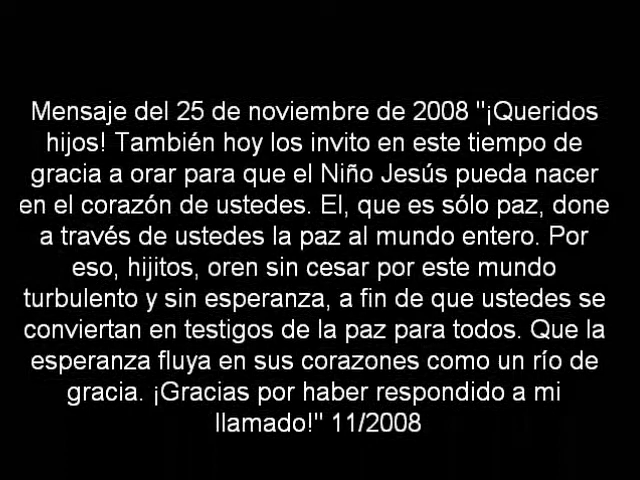 Mensaje del 25 de noviembre de 2008 "¡Queridos
hijos! También hoy los invito en este tiempo de
gracia a orar para que el Niño Jesús pueda nacer
en el corazón de ustedes. El, que es sólo paz, done
a través de ustedes la paz al mundo entero. Por
eso, hijitos, oren sin cesar por este mundo
turbulento y sin esperanza, a fin de que ustedes se
conviertan en testigos de la paz para todos. Que la
esperanza fluya en sus corazones como un río de
gracia. ¡Gracias por haber respondido a mi
llamado!" 11/2008